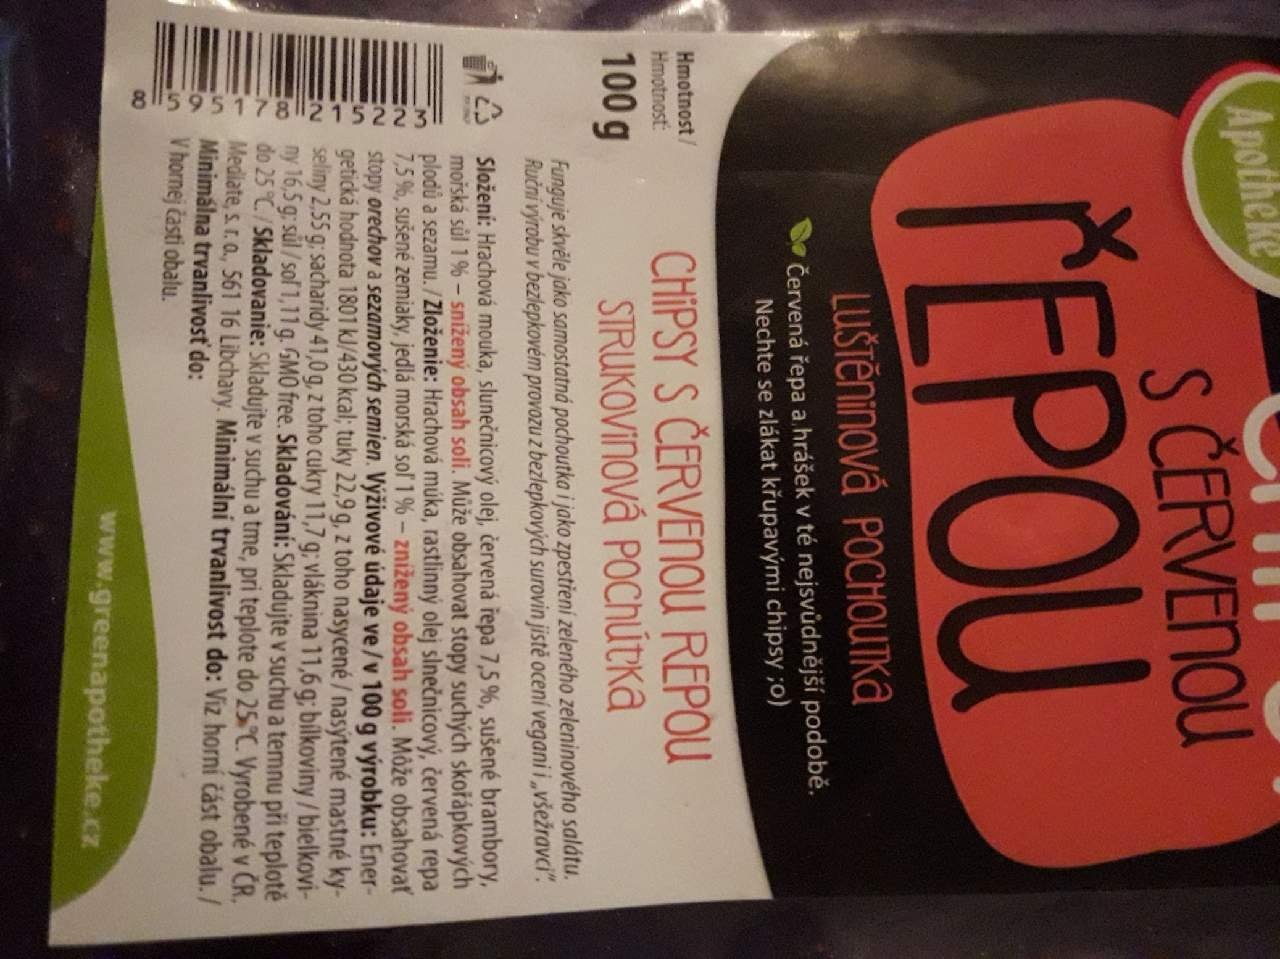 Apotheke
S ČERVENOU
ŘEPOU
LUŠTĚNINOVÁ POCHOUTKA
Červená řepa a hrášek v té nejsvůdnější podobě.
Nechte se zlákat křupavými chipsy ;o)
Hmotnost /
Hmotnosť:
100 g
CHIPSY S ČERVENOU REPOU
STRUKOVINOVÁ POCHÚŤKA
Funguje skvěle jako samostatná pochoutka i jako zpestření zeleného zeleninového salátu.
Ruční výrobu v bezlepkovém provozu z bezlepkových surovin jistě ocení vegani i „všežravci".
Složení: Hrachová mouka, slunečnicový olej, červená řepa 7,5 %, sušené brambory,
mořská sůl 1 % – snížený obsah soli. Může obsahovat stopy suchých skořápkových
plodů a sezamu. / Zloženie: Hrachová múka, rastlinný olej slnečnicový, červená repa
7,5 %, sušené zemiaky, jedlá morská soľ 1 % – znížený obsah soli. Môže obsahovať
stopy orechov a sezamových semien. Výživové údaje ve / v 100 g výrobku: Ener-
getická hodnota 1801 kJ/430 kcal; tuky 22,9 g, z toho nasycené / nasýtené mastné ky-
seliny 2,55 g; sacharidy 41,0 g, z toho cukry 11,7 g; vláknina 11,6 g; bílkoviny / bielkovi-
ny 16,5 g; sůl / soľ 1,11 g. GMO free. Skladování: Skladujte v suchu a temnu při teplotě
do 25 °C. / Skladovanie: Skladujte v suchu a tme, pri teplote do 25 °C. Vyrobené v ČR.
Mediate, s. r. o., 561 16 Libchavy. Minimální trvanlivost do: Viz horní část obalu. /
Minimálna trvanlivosť do:
V hornej časti obalu.
8 595178 215223
www.greenapotheke.cz